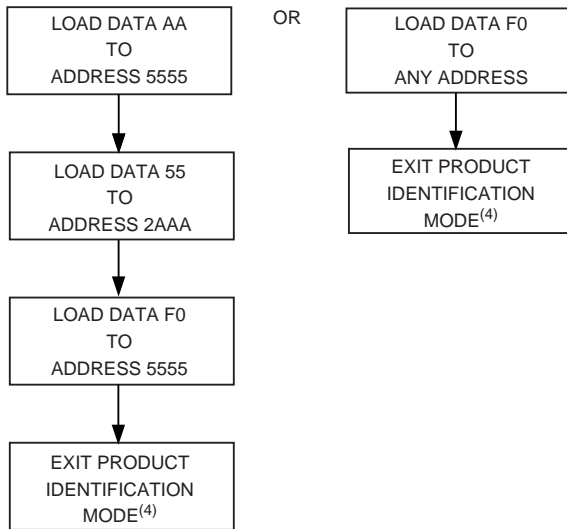 LOAD DATA AA
TO
ADDRESS 5555
LOAD DATA 55
TO
ADDRESS 2AAA
LOAD DATA F0
TO
ADDRESS 5555
EXIT PRODUCT
IDENTIFICATION
MODE(4)
OR
LOAD DATA F0
TO
ANY ADDRESS
EXIT PRODUCT
IDENTIFICATION
MODE(4)